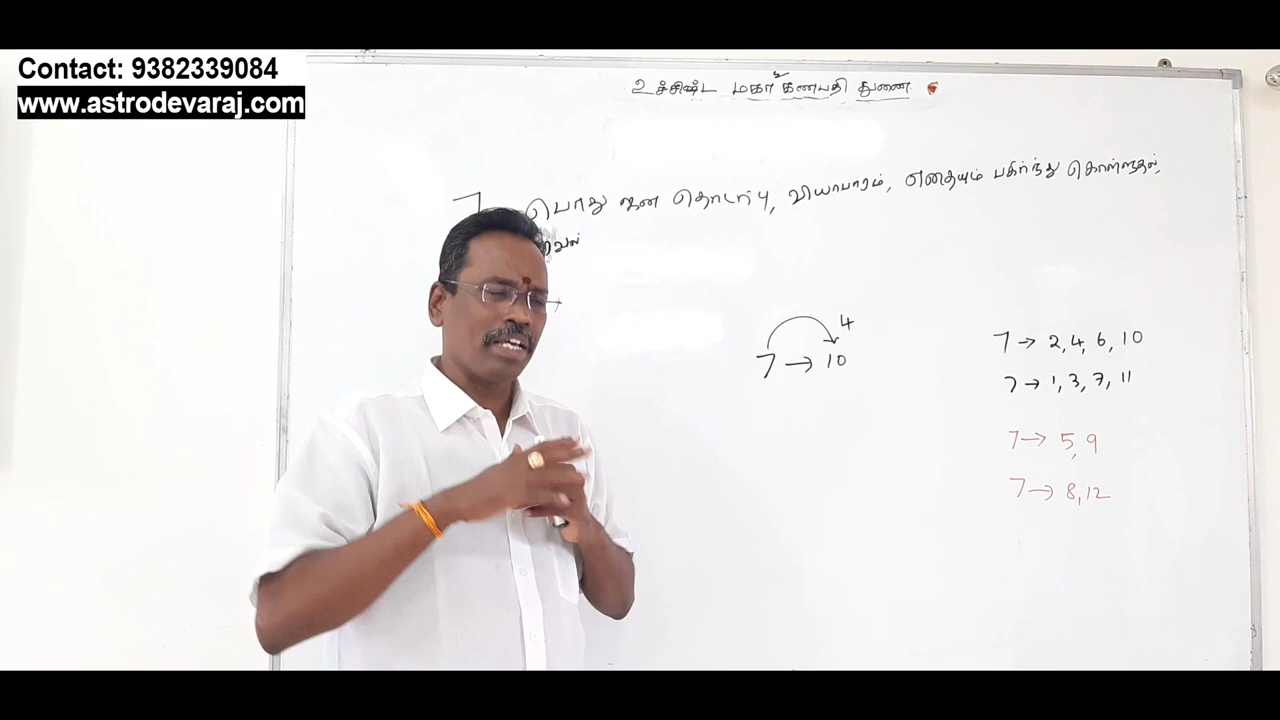 Contact: 9382339084
www.astrodevaraj.com
உச்சிஷ்ட மகா கணபதி துணை
7 பொது ஜன தொடர்பு, வியாபாரம், எதையும் பகிர்ந்து கொள்ளுதல்,
4
7 → 10
7 → 2, 4, 6, 10
7 → 1, 3, 7, 11
7 → 5, 9
7 → 8, 12